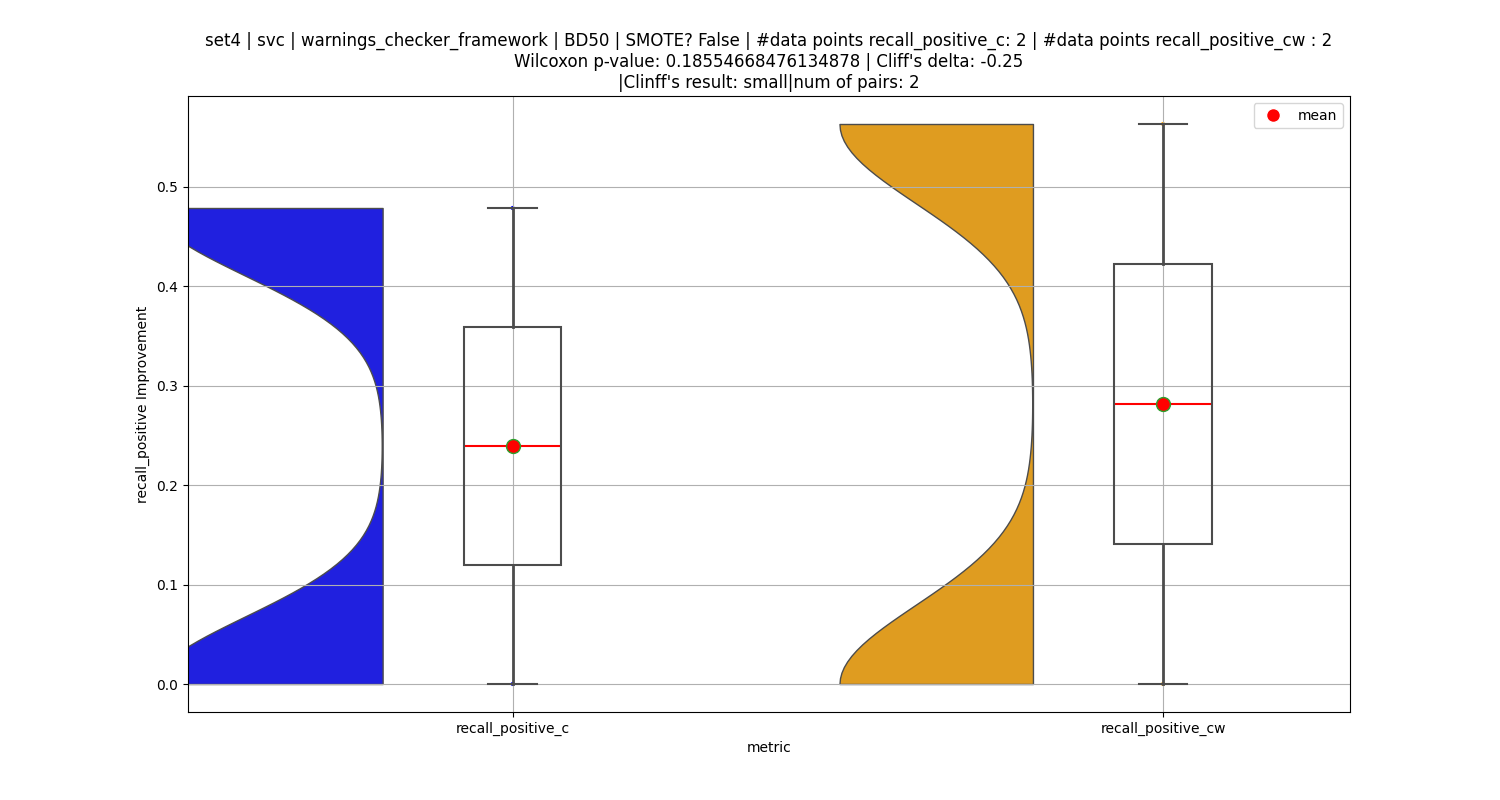 set4 | svc | warnings_checker_framework | BD50 | SMOTE? False | #data points recall_positive_c: 2 | #data points recall_positive_cw : 2
Wilcoxon p-value: 0.18554668476134878 | Cliff's delta: -0.25
|Clinff's result: small|num of pairs: 2
mean
recall_positive Improvement
0.5
0.4
0.3
0.2
0.1
0.0
recall_positive_c
recall_positive_cw
metric